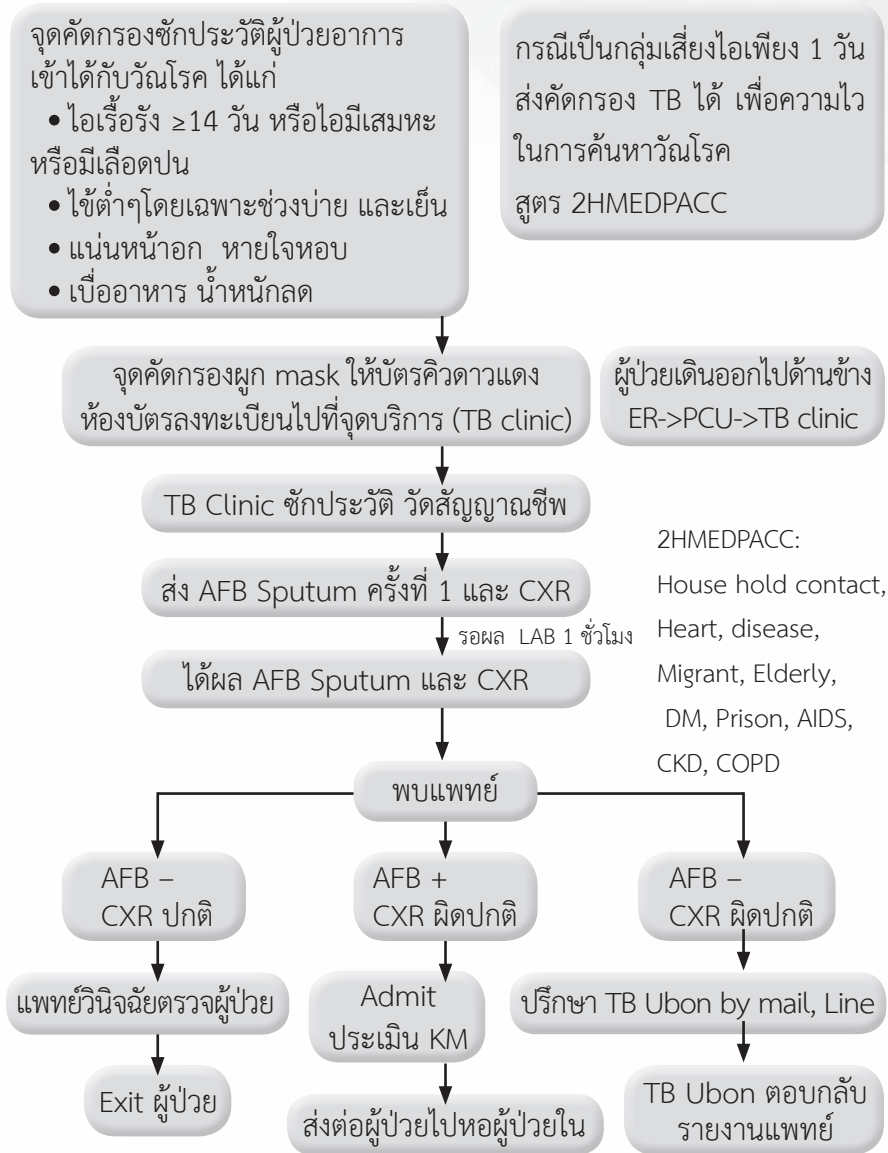 จุดคัดกรองซักประวัติผู้ป่วยอาการ
เข้าได้กับวัณโรค ได้แก่
• ไอเรื้อรัง ≥14 วัน หรือไอมีเสมหะ
หรือมีเลือดปน
• ไข้ต่ำๆโดยเฉพาะช่วงบ่าย และเย็น
• แน่นหน้าอก หายใจหอบ
• เบื่ออาหาร น้ำหนักลด
กรณีเป็นกลุ่มเสี่ยงไอเพียง 1 วัน
ส่งคัดกรอง TB ได้ เพื่อความไว
ในการค้นหาวัณโรค
สูตร 2HMEDPACC
จุดคัดกรองผูก mask ให้บัตรคิวดาวแดง
ห้องบัตรลงทะเบียนไปที่จุดบริการ (TB clinic)
ผู้ป่วยเดินออกไปด้านข้าง
ER->PCU->TB clinic
TB Clinic ซักประวัติ วัดสัญญาณชีพ
ส่ง AFB Sputum ครั้งที่ 1 และ CXR
รอผล LAB 1 ชั่วโมง
ได้ผล AFB Sputum และ CXR
2HMEDPACC:
House hold contact,
Heart, disease,
Migrant, Elderly,
DM, Prison, AIDS,
CKD, COPD
พบแพทย์
AFB –
CXR ปกติ
AFB +
CXR ผิดปกติ
AFB –
CXR ผิดปกติ
แพทย์วินิจฉัยตรวจผู้ป่วย
Admit
ประเมิน KM
ปรึกษา TB Ubon by mail, Line
Exit ผู้ป่วย
ส่งต่อผู้ป่วยไปหอผู้ป่วยใน
TB Ubon ตอบกลับ
รายงานแพทย์